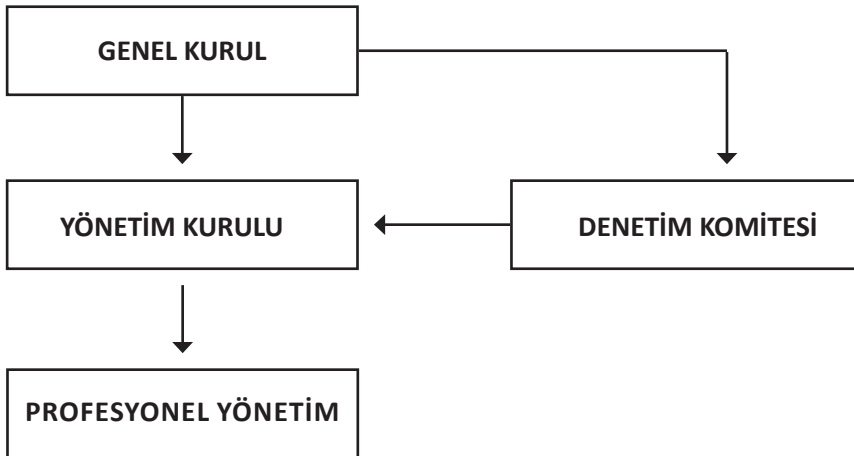 GENEL KURUL
YÖNETİM KURULU
DENETİM KOMİTESİ
PROFESYONEL YÖNETİM